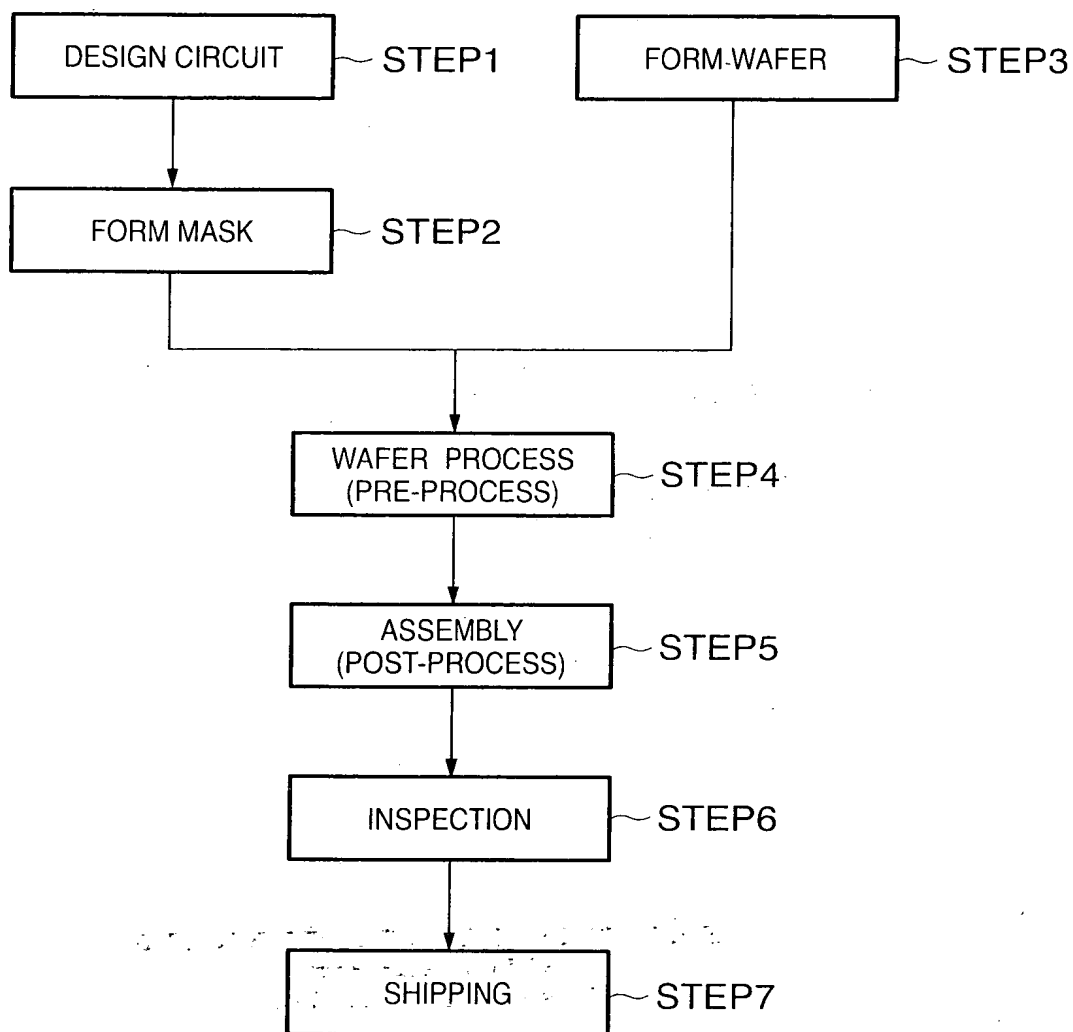 DESIGN CIRCUIT STEP1
FORM-WAFER STEP3
FORM MASK STEP2
WAFER PROCESS
(PRE-PROCESS)
STEP4
ASSEMBLY
(POST-PROCESS)
STEP5
INSPECTION STEP6
SHIPPING STEP7